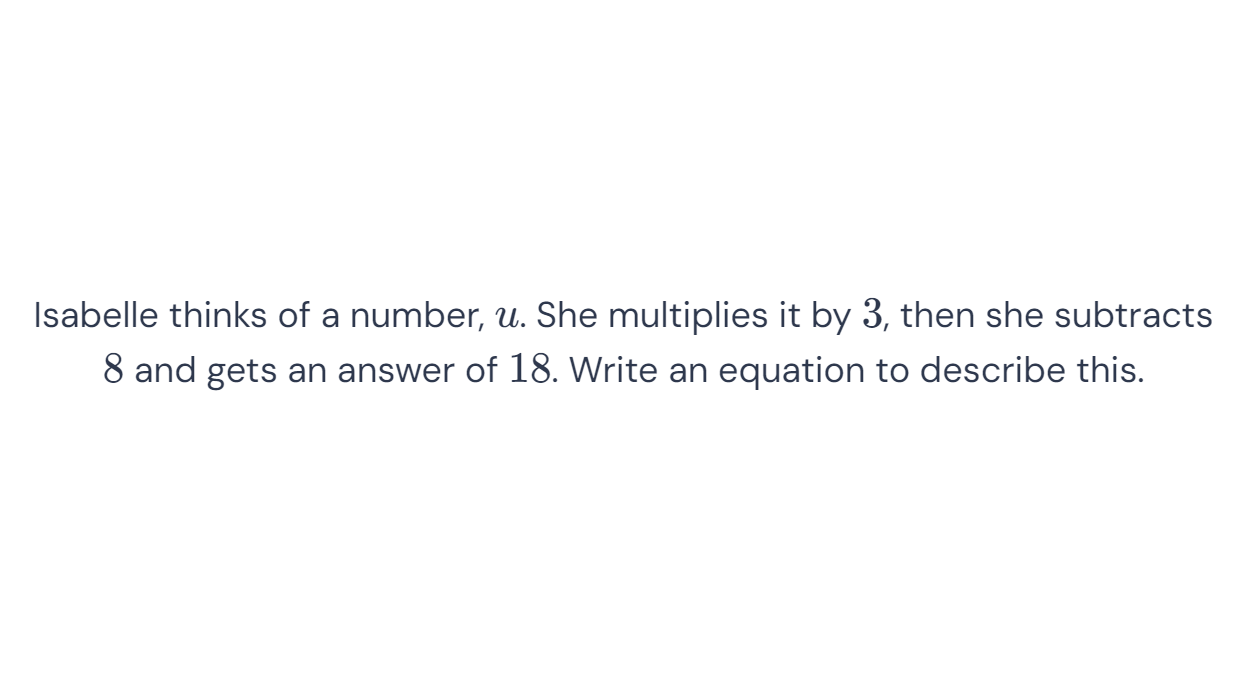 Isabelle thinks of a number, u. She multiplies it by 3, then she subtracts
8 and gets an answer of 18. Write an equation to describe this.